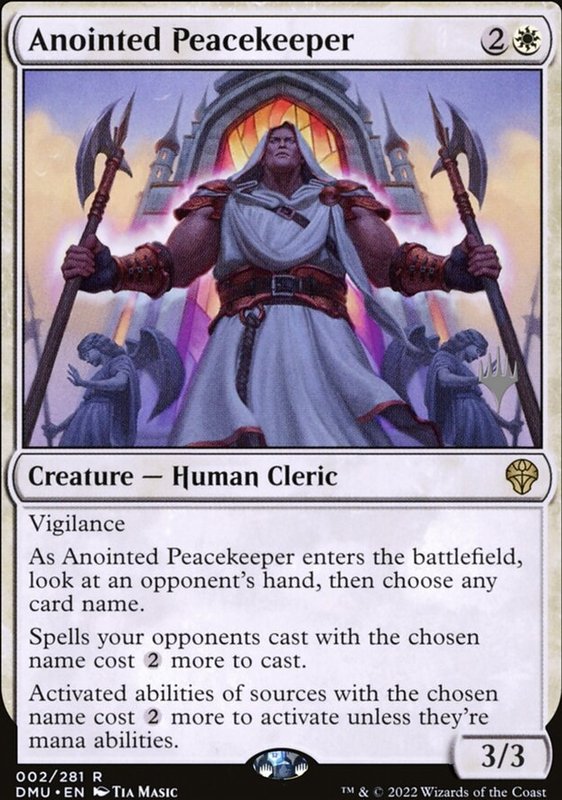 Anointed Peacekeeper 2
Creature — Human Cleric
Vigilance
As Anointed Peacekeeper enters the battlefield,
look at an opponent's hand, then choose any
card name.
Spells your opponents cast with the chosen
name cost 2 more to cast.
Activated abilities of sources with the chosen
name cost 2 more to activate unless they're
mana abilities.
3/3
002/281 R
DMU • EN Tia Masic
™ & © 2022 Wizards of the Coast